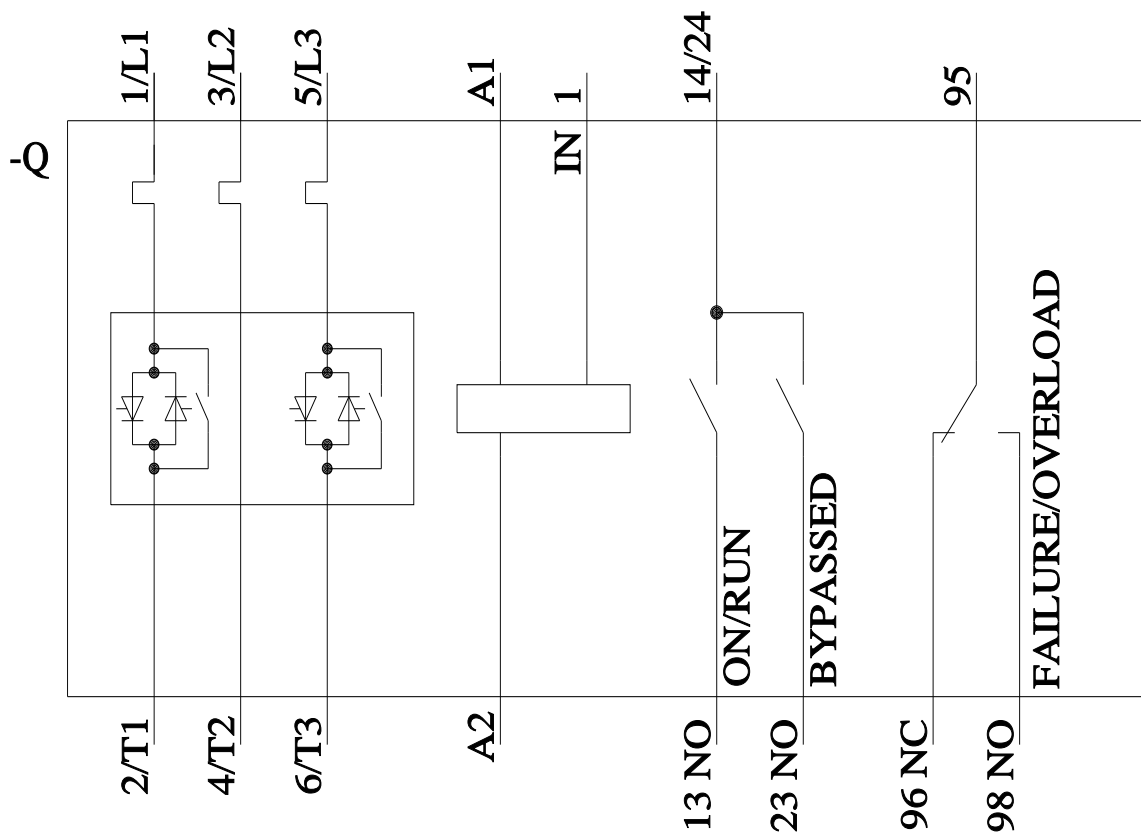 -Q
1/L1
3/L2
5/L3
A1
1
IN
14/24
95
ON/RUN
BYPASSED
FAILURE/OVERLOAD
2/T1
4/T2
6/T3
A2
13 NO
23 NO
96 NC
98 NO